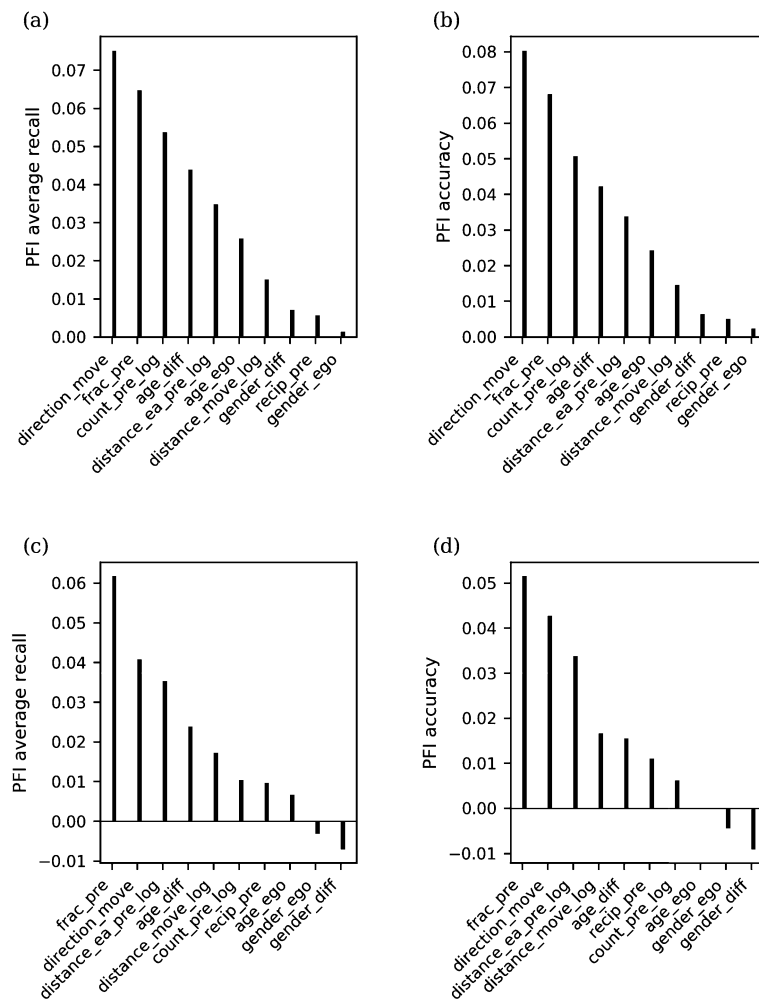 (a)
PFI average recall
0.07
0.06
0.05
0.04
0.03
0.02
0.01
0.00
direction_move
frac_pre
count_pre_log
age_diff
distance_ea_pre_log
age_ego
distance_move_log
gender_diff
recip_pre
gender_ego
(b)
PFI accuracy
0.08
0.07
0.06
0.05
0.04
0.03
0.02
0.01
0.00
direction_move
frac_pre
count_pre_log
age_diff
distance_ea_pre_log
age_ego
distance_move_log
gender_diff
recip_pre
gender_ego
(c)
PFI average recall
0.06
0.05
0.04
0.03
0.02
0.01
0.00
−0.01
frac_pre
direction_move
distance_ea_pre_log
age_diff
distance_move_log
count_pre_log
recip_pre
age_ego
gender_ego
gender_diff
(d)
PFI accuracy
0.05
0.04
0.03
0.02
0.01
0.00
−0.01
frac_pre
direction_move
distance_ea_pre_log
distance_move_log
age_diff
recip_pre
count_pre_log
age_ego
gender_ego
gender_diff